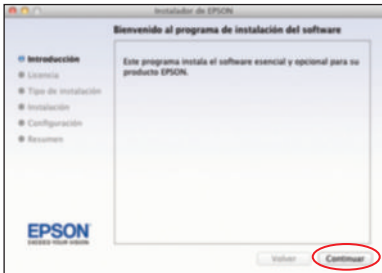 Instalador de EPSON
Bienvenido al programa de instalación del software
Introducción
Licencia
Tipo de instalación
Instalación
Configuración
Resumen
Este programa instala el software esencial y opcional para su
producto EPSON.
EPSON
EXCEED YOUR VISION
Volver
Continuar